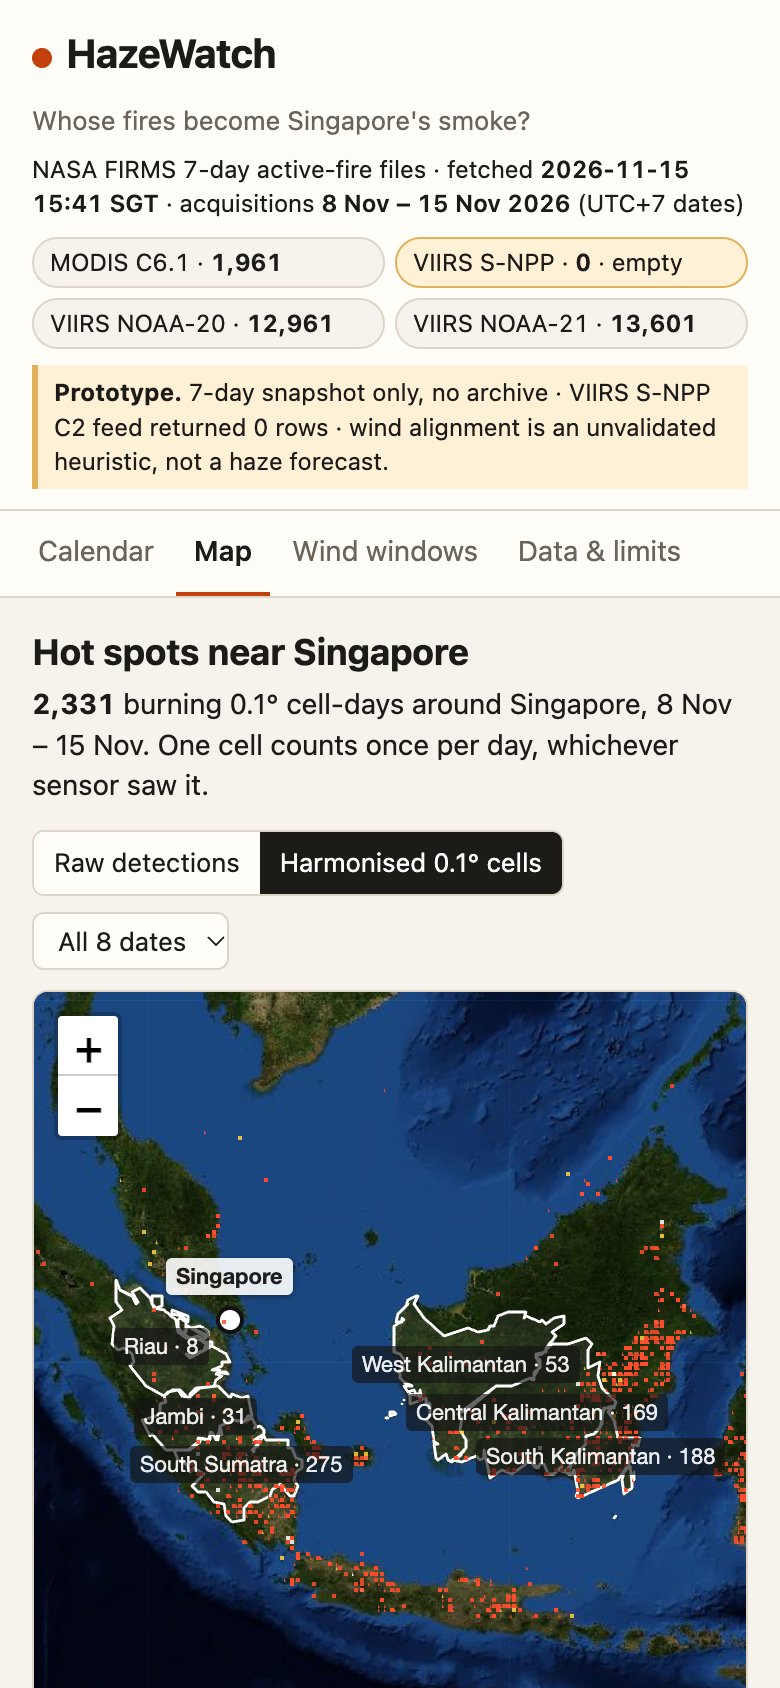 HazeWatch
Whose fires become Singapore's smoke?
NASA FIRMS 7-day active-fire files · fetched 2026-11-15
15:41 SGT · acquisitions 8 Nov – 15 Nov 2026 (UTC+7 dates)
MODIS C6.1 · 1,961
VIIRS S-NPP · 0 · empty
VIIRS NOAA-20 · 12,961
VIIRS NOAA-21 · 13,601
Prototype. 7-day snapshot only, no archive · VIIRS S-NPP
C2 feed returned 0 rows · wind alignment is an unvalidated
heuristic, not a haze forecast.
Calendar
Map
Wind windows
Data & limits
Hot spots near Singapore
2,331 burning 0.1° cell-days around Singapore, 8 Nov
– 15 Nov. One cell counts once per day, whichever
sensor saw it.
Raw detections
Harmonised 0.1° cells
All 8 dates
+
−
Singapore
Riau · 8
West Kalimantan · 53
Jambi · 31
Central Kalimantan · 169
South Sumatra · 275
South Kalimantan · 188